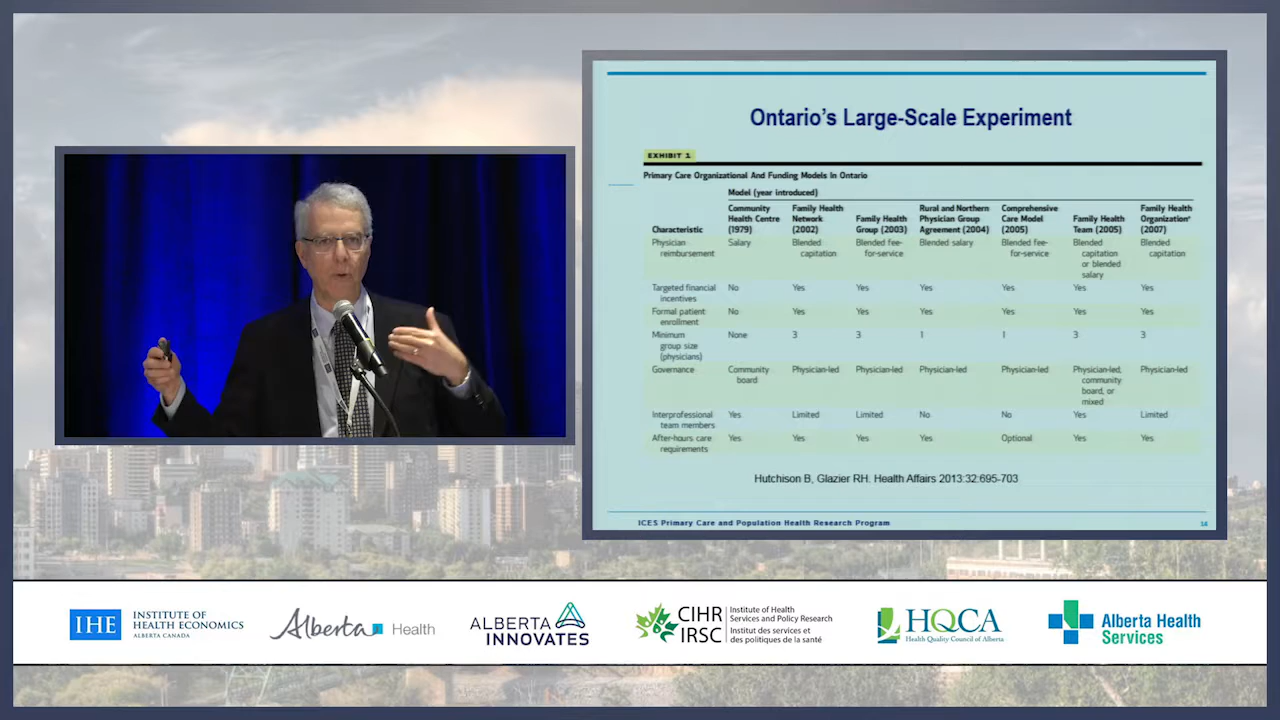 Ontario's Large-Scale Experiment
EXHIBIT 1
Primary Care Organizational And Funding Models In Ontario
Model (year introduced)
Characteristic Community Health Centre (1979) Family Health Network (2002) Family Health Group (2003) Rural and Northern Physician Group Agreement (2004) Comprehensive Care Model (2005) Family Health Team (2005) Family Health Organizationᵃ (2007)
Physician reimbursement Salary Blended capitation Blended fee-for-service Blended salary Blended fee-for-service Blended capitation or blended salary Blended capitation
Targeted financial incentives No Yes Yes Yes Yes Yes Yes
Formal patient enrollment No Yes Yes Yes Yes Yes Yes
Minimum group size (physicians) None 3 3 1 1 3 3
Governance Community board Physician-led Physician-led Physician-led Physician-led Physician-led, community board, or mixed Physician-led
Interprofessional team members Yes Limited Limited No No Yes Limited
After-hours care requirements Yes Yes Yes Yes Optional Yes Yes
Hutchison B, Glazier RH. Health Affairs 2013:32:695-703
ICES Primary Care and Population Health Research Program
IHE INSTITUTE OF HEALTH ECONOMICS ALBERTA CANADA
Alberta Health
ALBERTA INNOVATES
CIHR IRSC Institute of Health Services and Policy Research Institut des services et des politiques de la santé
HQCA Health Quality Council of Alberta
Alberta Health Services